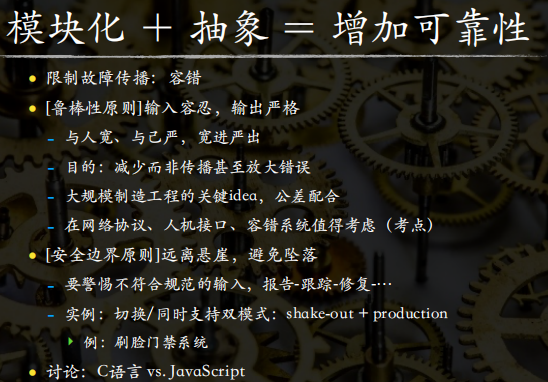 模块化 + 抽象 = 增加可靠性
限制故障传播：容错
[鲁棒性原则]输入容忍，输出严格
- 与人宽、与己严，宽进严出
- 目的：减少而非传播甚至放大错误
- 大规模制造工程的关键idea，公差配合
- 在网络协议、人机接口、容错系统值得考虑（考点）
[安全边界原则]远离悬崖，避免坠落
- 要警惕不符合规范的输入，报告-跟踪-修复-…
- 实例：切换/同时支持双模式：shake-out + production
例：刷脸门禁系统
讨论：C语言 vs. JavaScript